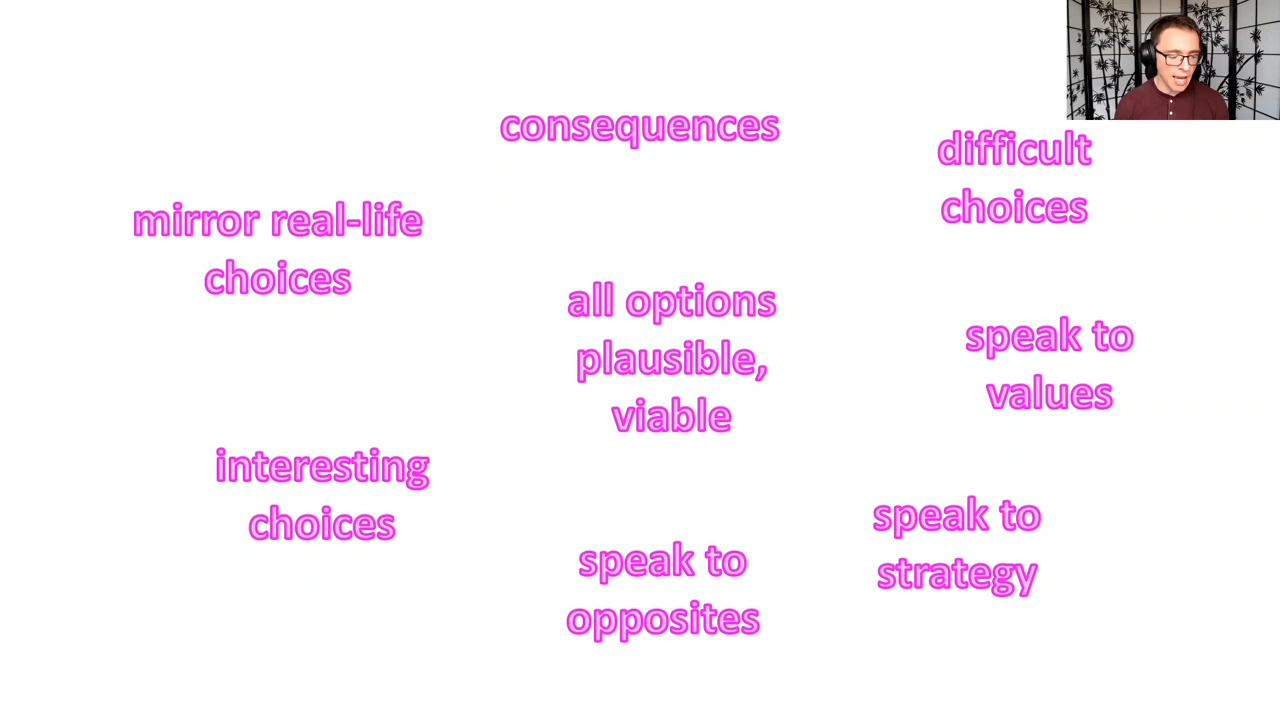 consequences
difficult
choices
mirror real-life
choices
all options
plausible,
viable
speak to
values
interesting
choices
speak to
strategy
speak to
opposites